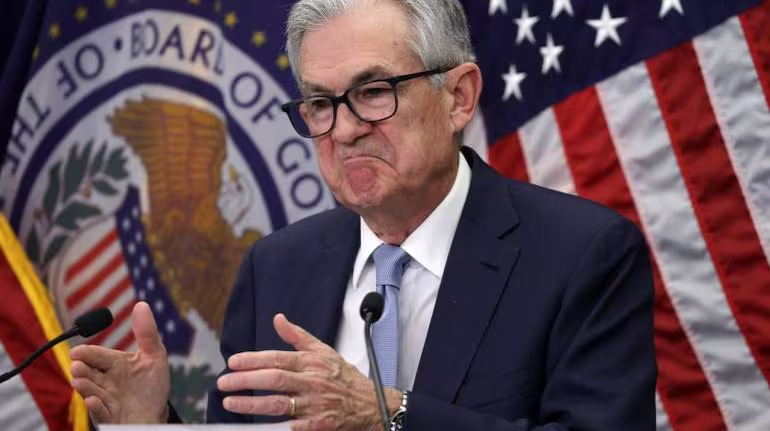 OF THE · BOARD OF GO